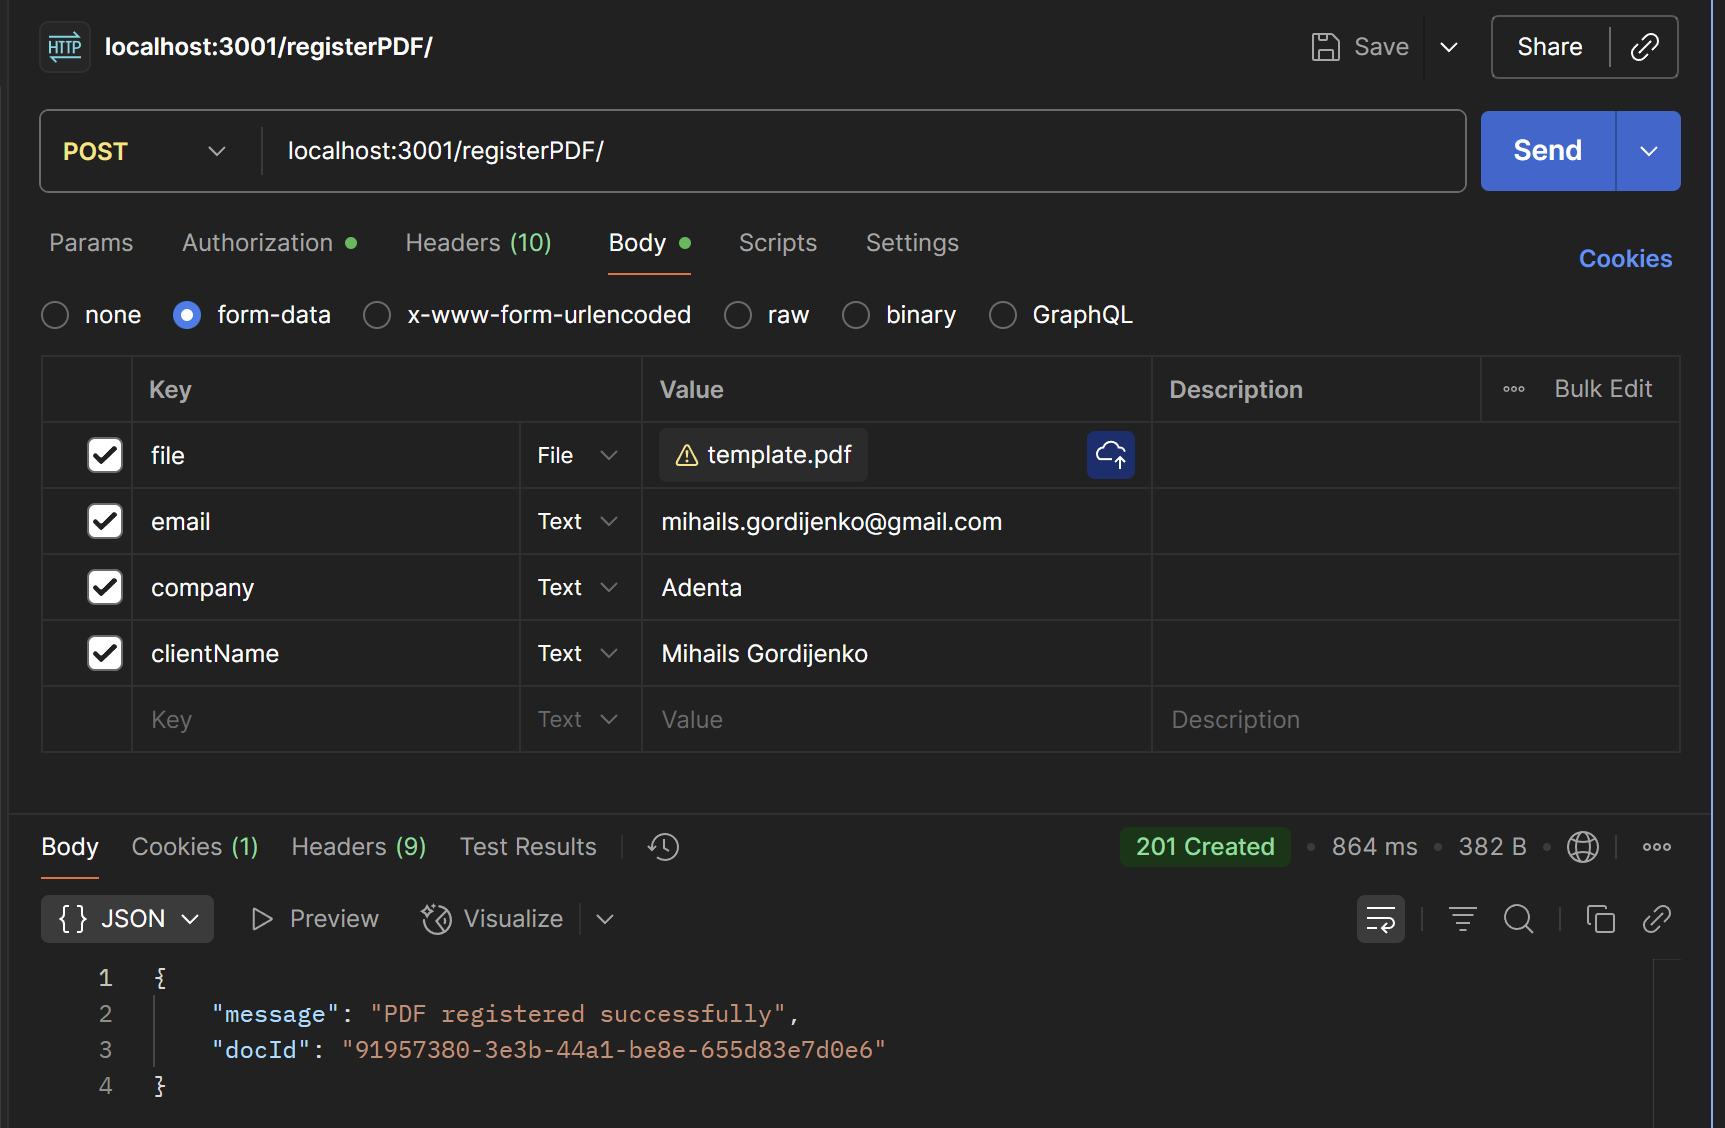 HTTP localhost:3001/registerPDF/ Save Share
POST localhost:3001/registerPDF/ Send
Params Authorization Headers (10) Body Scripts Settings Cookies
none form-data x-www-form-urlencoded raw binary GraphQL
Key Value Description Bulk Edit
file File template.pdf
email Text mihails.gordijenko@gmail.com
company Text Adenta
clientName Text Mihails Gordijenko
Key Text Value Description
Body Cookies (1) Headers (9) Test Results 201 Created 864 ms 382 B
{ } JSON Preview Visualize
1 {
2 "message": "PDF registered successfully",
3 "docId": "91957380-3e3b-44a1-be8e-655d83e7d0e6"
4 }